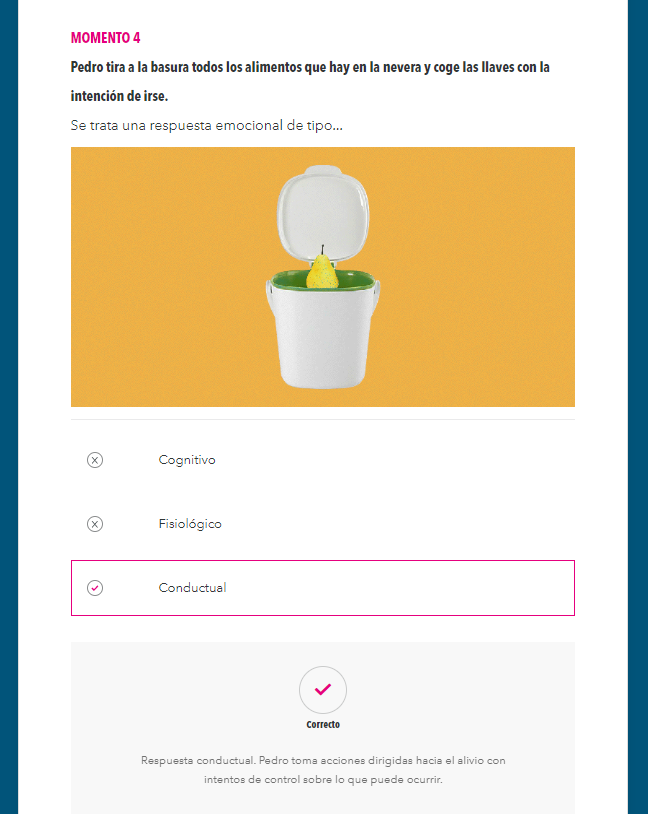 MOMENTO 4
Pedro tira a la basura todos los alimentos que hay en la nevera y coge las llaves con la
intención de irse.
Se trata una respuesta emocional de tipo...
Cognitivo
Fisiológico
Conductual
Correcto
Respuesta conductual. Pedro toma acciones dirigidas hacia el alivio con
intentos de control sobre lo que puede ocurrir.